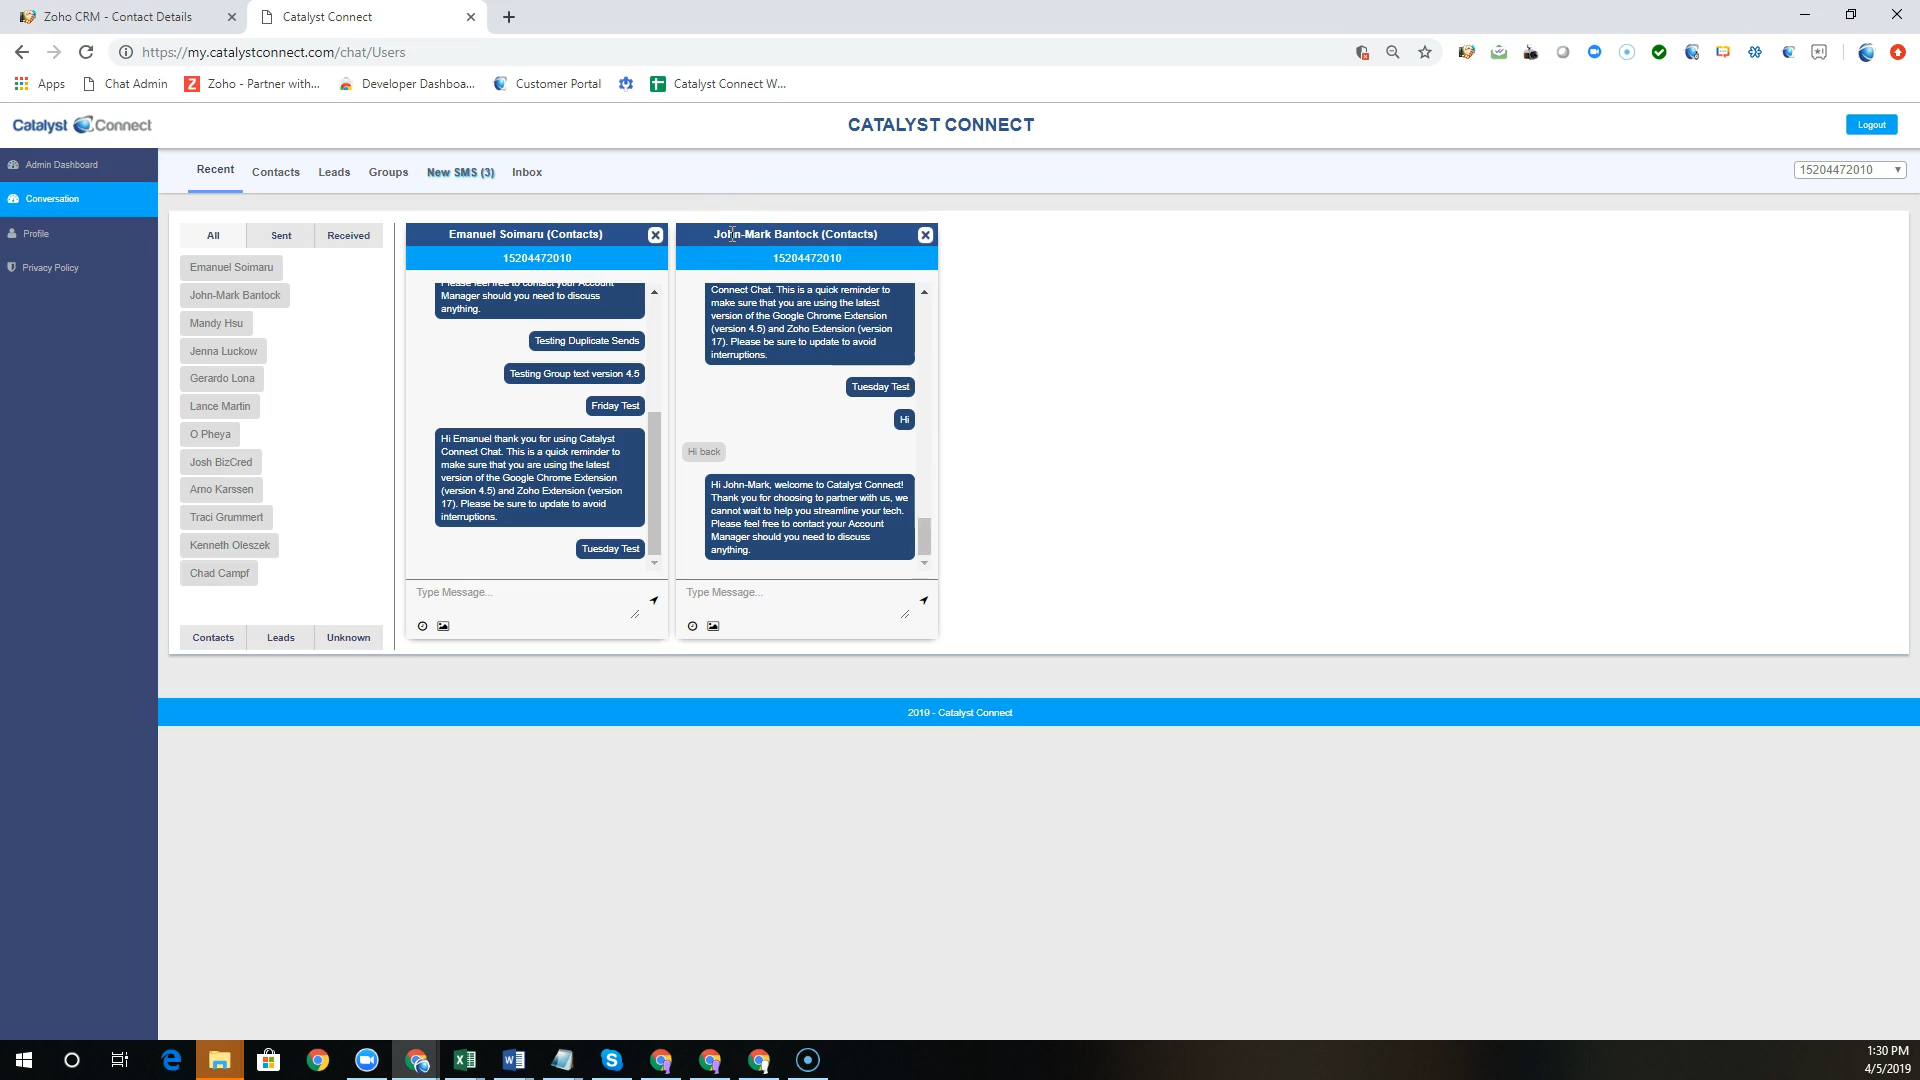 Zoho CRM - Contact Details
Catalyst Connect
https://my.catalystconnect.com/chat/Users
Apps
Chat Admin
Zoho - Partner with...
Developer Dashboa...
Customer Portal
Catalyst Connect W...
Catalyst Connect
CATALYST CONNECT
Logout
Admin Dashboard
Conversation
Profile
Privacy Policy
Recent
Contacts
Leads
Groups
New SMS (3)
Inbox
15204472010
All
Sent
Received
Emanuel Soimaru
John-Mark Bantock
Mandy Hsu
Jenna Luckow
Gerardo Lona
Lance Martin
O Pheya
Josh BizCred
Arno Karssen
Traci Grummert
Kenneth Oleszek
Chad Campf
Contacts
Leads
Unknown
Emanuel Soimaru (Contacts)
15204472010
Please feel free to contact your Account
Manager should you need to discuss
anything.
Testing Duplicate Sends
Testing Group text version 4.5
Friday Test
Hi Emanuel thank you for using Catalyst
Connect Chat. This is a quick reminder to
make sure that you are using the latest
version of the Google Chrome Extension
(version 4.5) and Zoho Extension (version
17). Please be sure to update to avoid
interruptions.
Tuesday Test
Type Message...
John-Mark Bantock (Contacts)
15204472010
Connect Chat. This is a quick reminder to
make sure that you are using the latest
version of the Google Chrome Extension
(version 4.5) and Zoho Extension (version
17). Please be sure to update to avoid
interruptions.
Tuesday Test
Hi
Hi back
Hi John-Mark, welcome to Catalyst Connect!
Thank you for choosing to partner with us, we
cannot wait to help you streamline your tech.
Please feel free to contact your Account
Manager should you need to discuss
anything.
Type Message...
2019 - Catalyst Connect
1:30 PM
4/5/2019